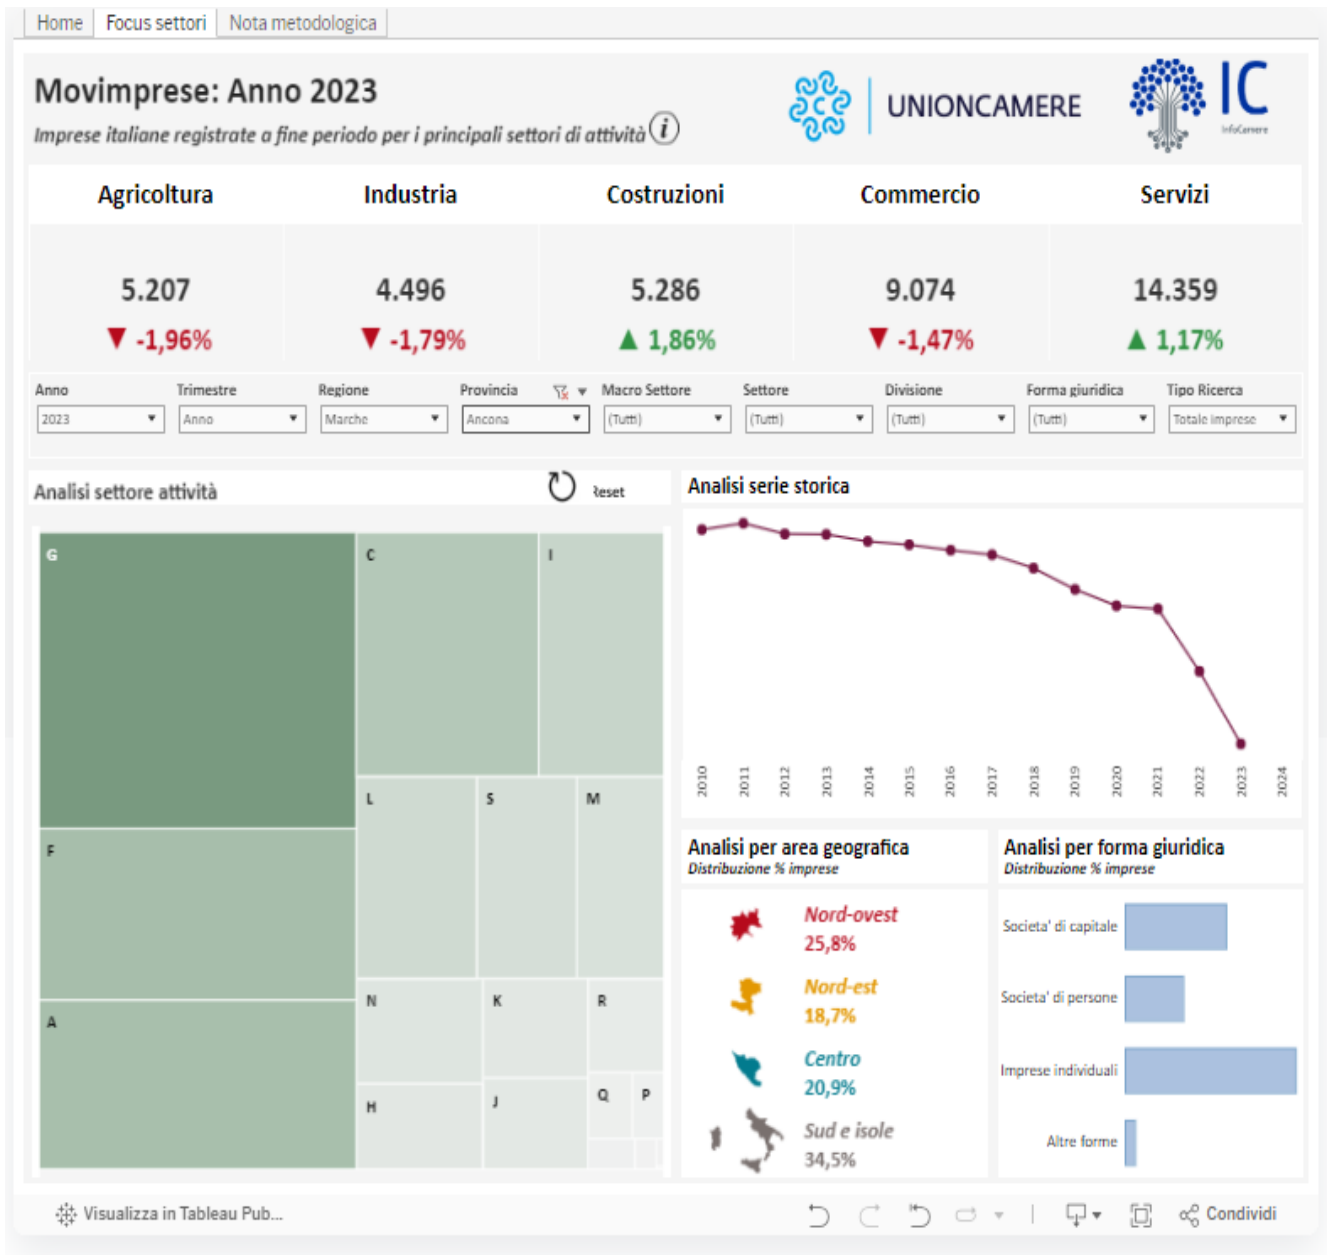 Home Focus settori Nota metodologica
Movimprese: Anno 2023
Imprese italiane registrate a fine periodo per i principali settori di attività i
UNIONCAMERE
IC
InfoCamere
Agricoltura Industria Costruzioni Commercio Servizi
5.207 4.496 5.286 9.074 14.359
▼ -1,96% ▼ -1,79% ▲ 1,86% ▼ -1,47% ▲ 1,17%
Anno Trimestre Regione Provincia Macro Settore Settore Divisione Forma giuridica Tipo Ricerca
2023 Anno Marche Ancona (Tutti) (Tutti) (Tutti) (Tutti) Totale Imprese
Analisi settore attività
Reset
G C I
L S M
F
N K R
A
H J Q P
Analisi serie storica
2010 2011 2012 2013 2014 2015 2016 2017 2018 2019 2020 2021 2022 2023 2024
Analisi per area geografica
Distribuzione % imprese
Nord-ovest
25,8%
Nord-est
18,7%
Centro
20,9%
Sud e isole
34,5%
Analisi per forma giuridica
Distribuzione % imprese
Societa' di capitale
Societa' di persone
Imprese individuali
Altre forme
Visualizza in Tableau Pub...
Condividi